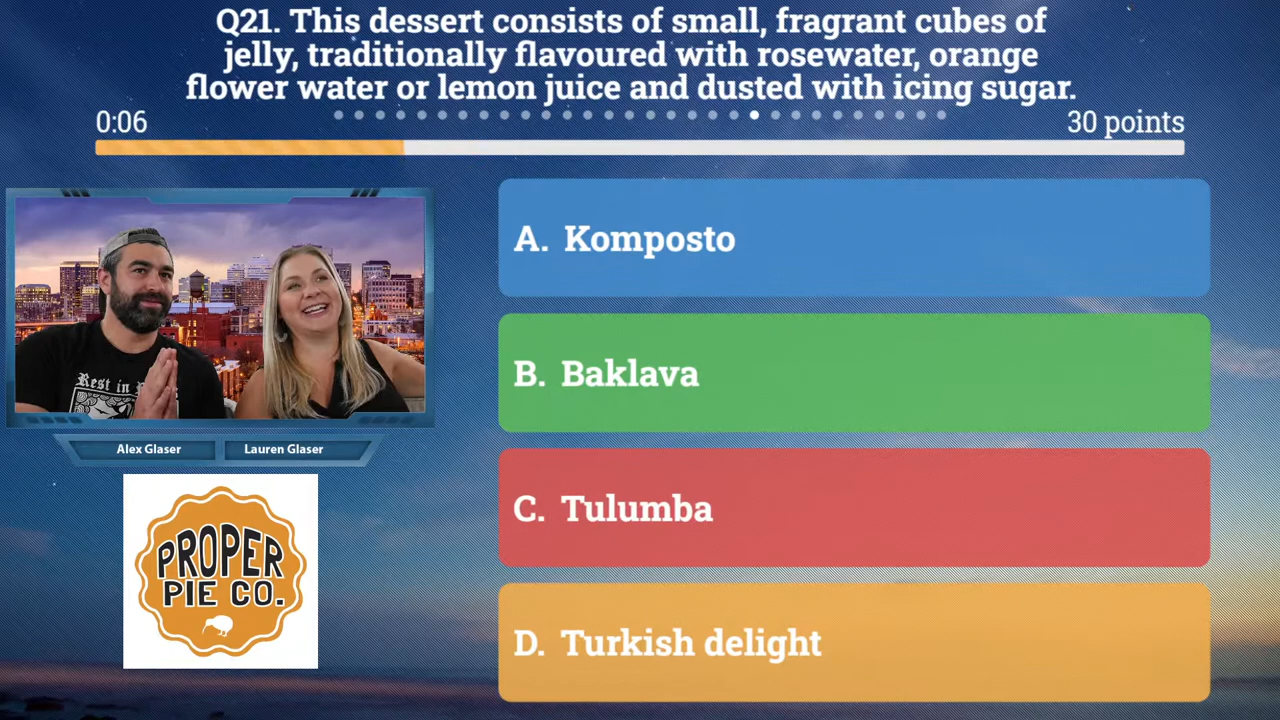 Q21. This dessert consists of small, fragrant cubes of
jelly, traditionally flavoured with rosewater, orange
flower water or lemon juice and dusted with icing sugar.
0:06
30 points
A. Komposto
B. Baklava
C. Tulumba
D. Turkish delight
Rest in
Alex Glaser
Lauren Glaser
PROPER
PIE CO.